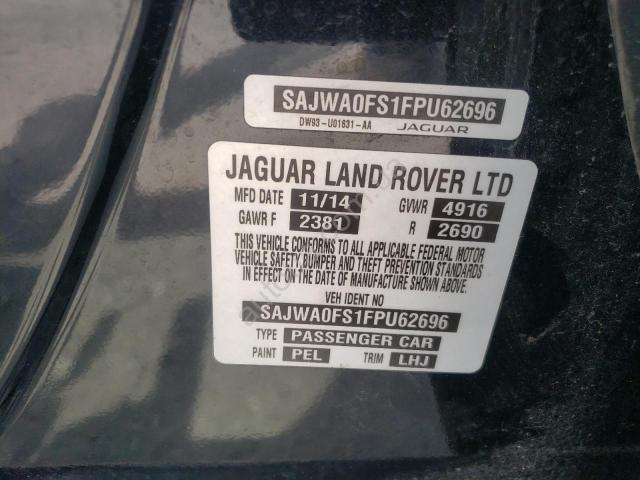 SAJWA0FS1FPU62696
DW93-U01631-AA JAGUAR
JAGUAR LAND ROVER LTD
MFD DATE 11/14 GVWR 4916
GAWR F 2381 R 2690
THIS VEHICLE CONFORMS TO ALL APPLICABLE FEDERAL MOTOR
VEHICLE SAFETY, BUMPER AND THEFT PREVENTION STANDARDS
IN EFFECT ON THE DATE OF MANUFACTURE SHOWN ABOVE.
VEH IDENT NO
SAJWA0FS1FPU62696
TYPE PASSENGER CAR
PAINT PEL TRIM LHJ